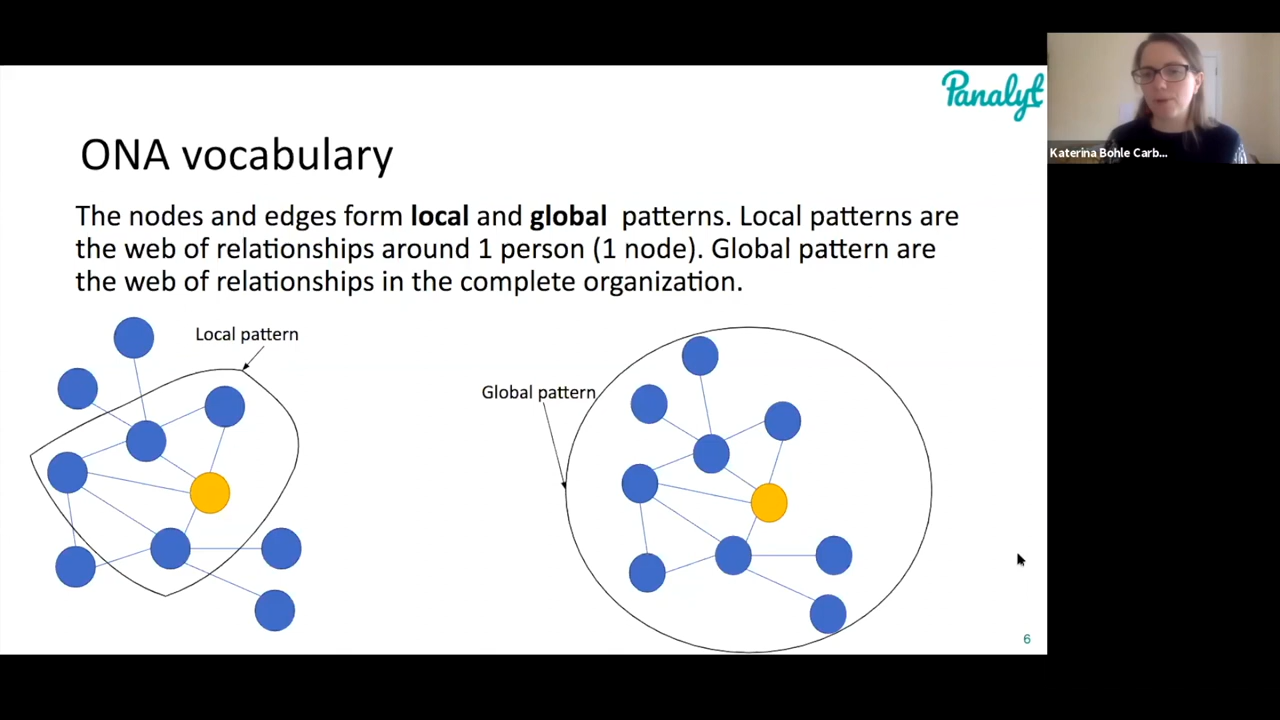 Panalyt
Katerina Bohle Carb...
ONA vocabulary
The nodes and edges form local and global patterns. Local patterns are
the web of relationships around 1 person (1 node). Global pattern are
the web of relationships in the complete organization.
Local pattern
Global pattern
6